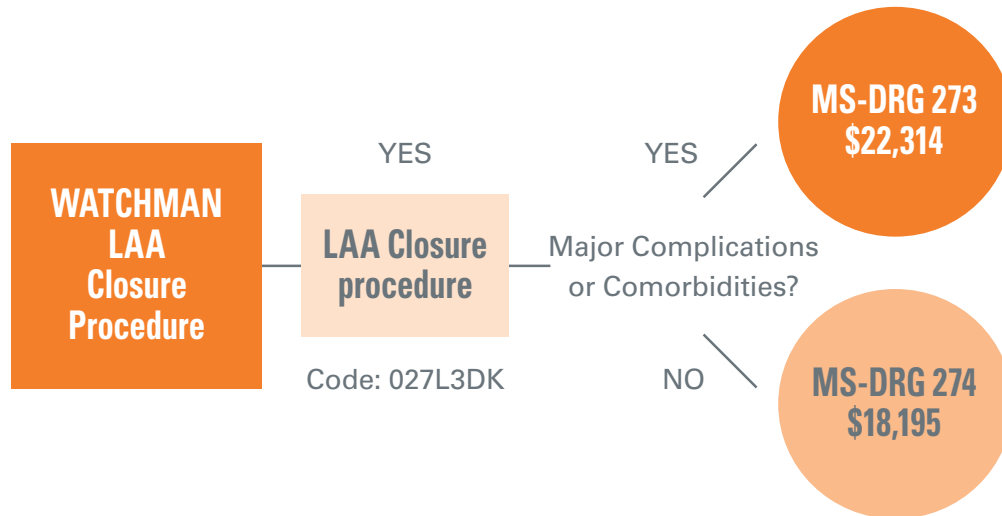 WATCHMAN
LAA
Closure
Procedure
YES
LAA Closure
procedure
Code: 027L3DK
YES
Major Complications
or Comorbidities?
NO
MS-DRG 273
$22,314
MS-DRG 274
$18,195